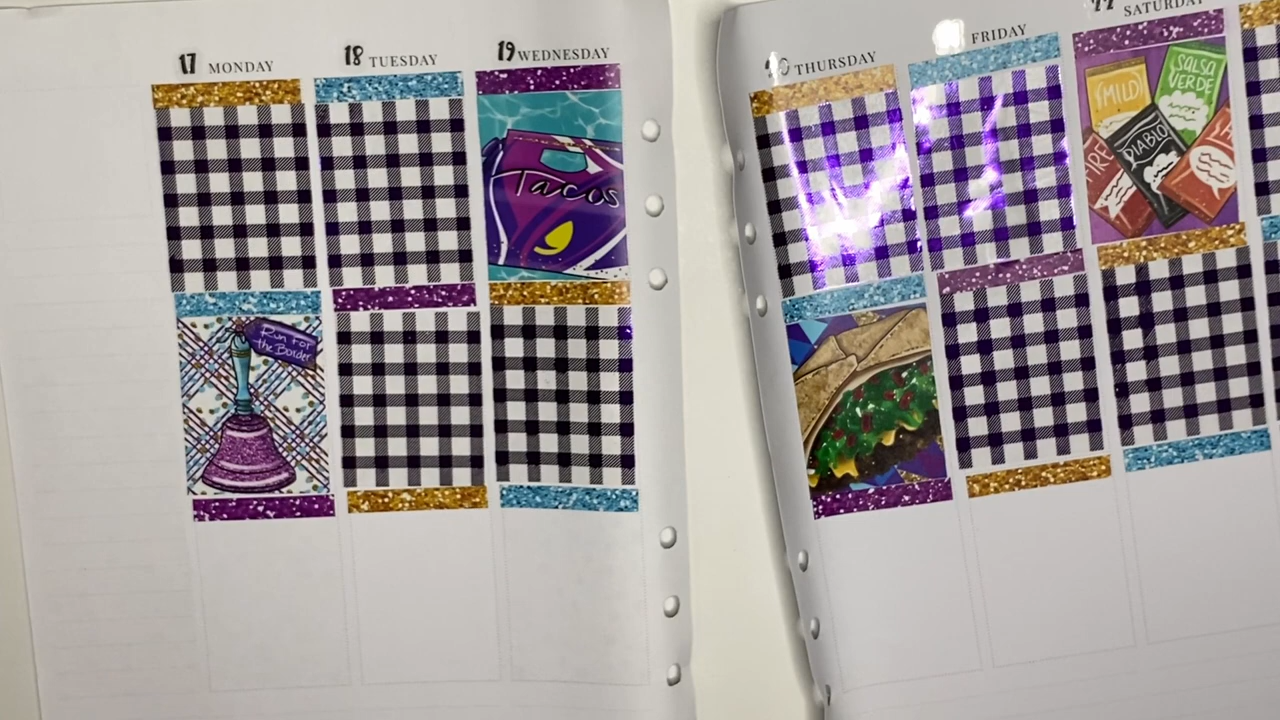 17 MONDAY
18 TUESDAY
19 WEDNESDAY
THURSDAY
FRIDAY
SATURDAY
Tacos
Run For
the Border
(MILD)
SALSA
VERDE
DIABLO
FIRE